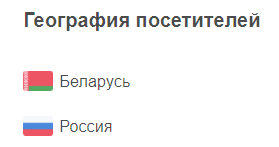 География посетителей
Беларусь
Россия